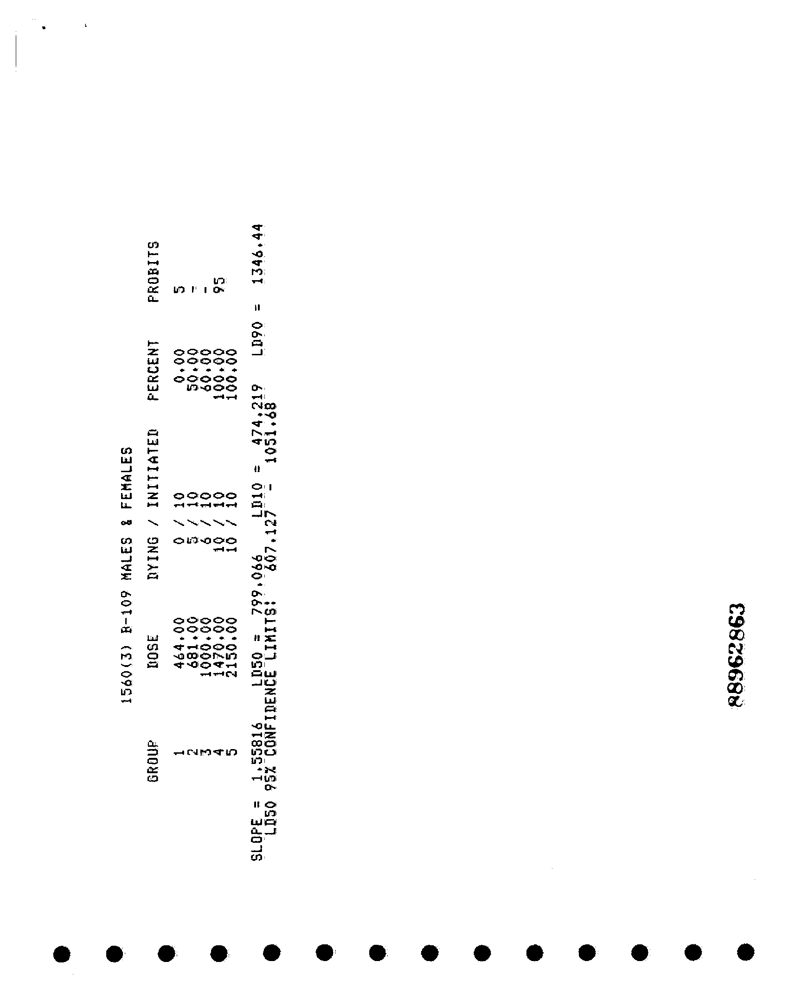 1560(3) B-109 MALES & FEMALES
GROUP DOSE DYING / INITIATED PERCENT PROBITS
1 464.00 0 / 10 0.00 5
2 681.00 5 / 10 50.00 -
3 1000.00 6 / 10 60.00 -
4 1470.00 10 / 10 100.00 95
5 2150.00 10 / 10 100.00
SLOPE = 1.55816 LD50 = 799.066 LD10 = 474.219 LD90 = 1346.44
LD50 95% CONFIDENCE LIMITS: 607.127 - 1051.68
88962863